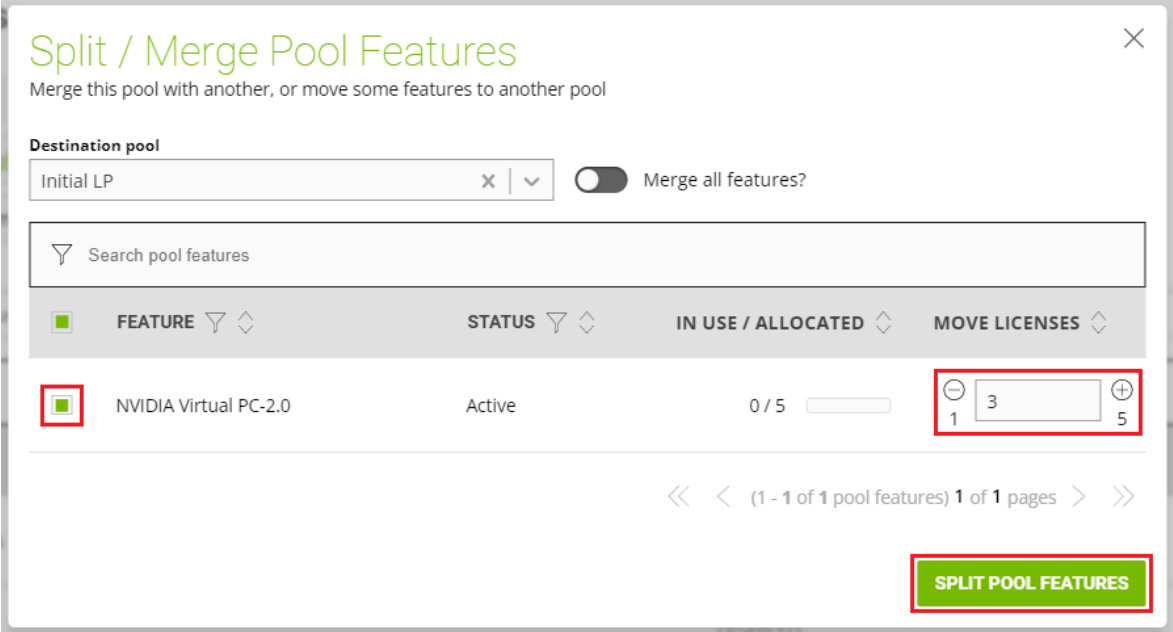 Split / Merge Pool Features
Merge this pool with another, or move some features to another pool
Destination pool
Initial LP
Merge all features?
Search pool features
FEATURE STATUS IN USE / ALLOCATED MOVE LICENSES
NVIDIA Virtual PC-2.0 Active 0 / 5 1 3 5
(1 - 1 of 1 pool features) 1 of 1 pages
SPLIT POOL FEATURES